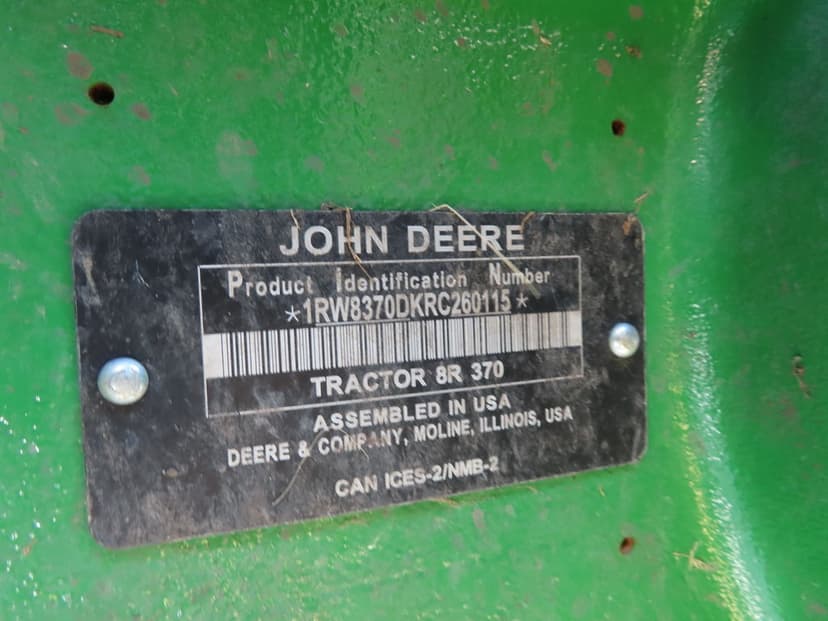 JOHN DEERE
Product Identification Number
*1RW8370DKRC260115*
TRACTOR 8R 370
ASSEMBLED IN USA
DEERE & COMPANY, MOLINE, ILLINOIS, USA
CAN ICES-2/NMB-2